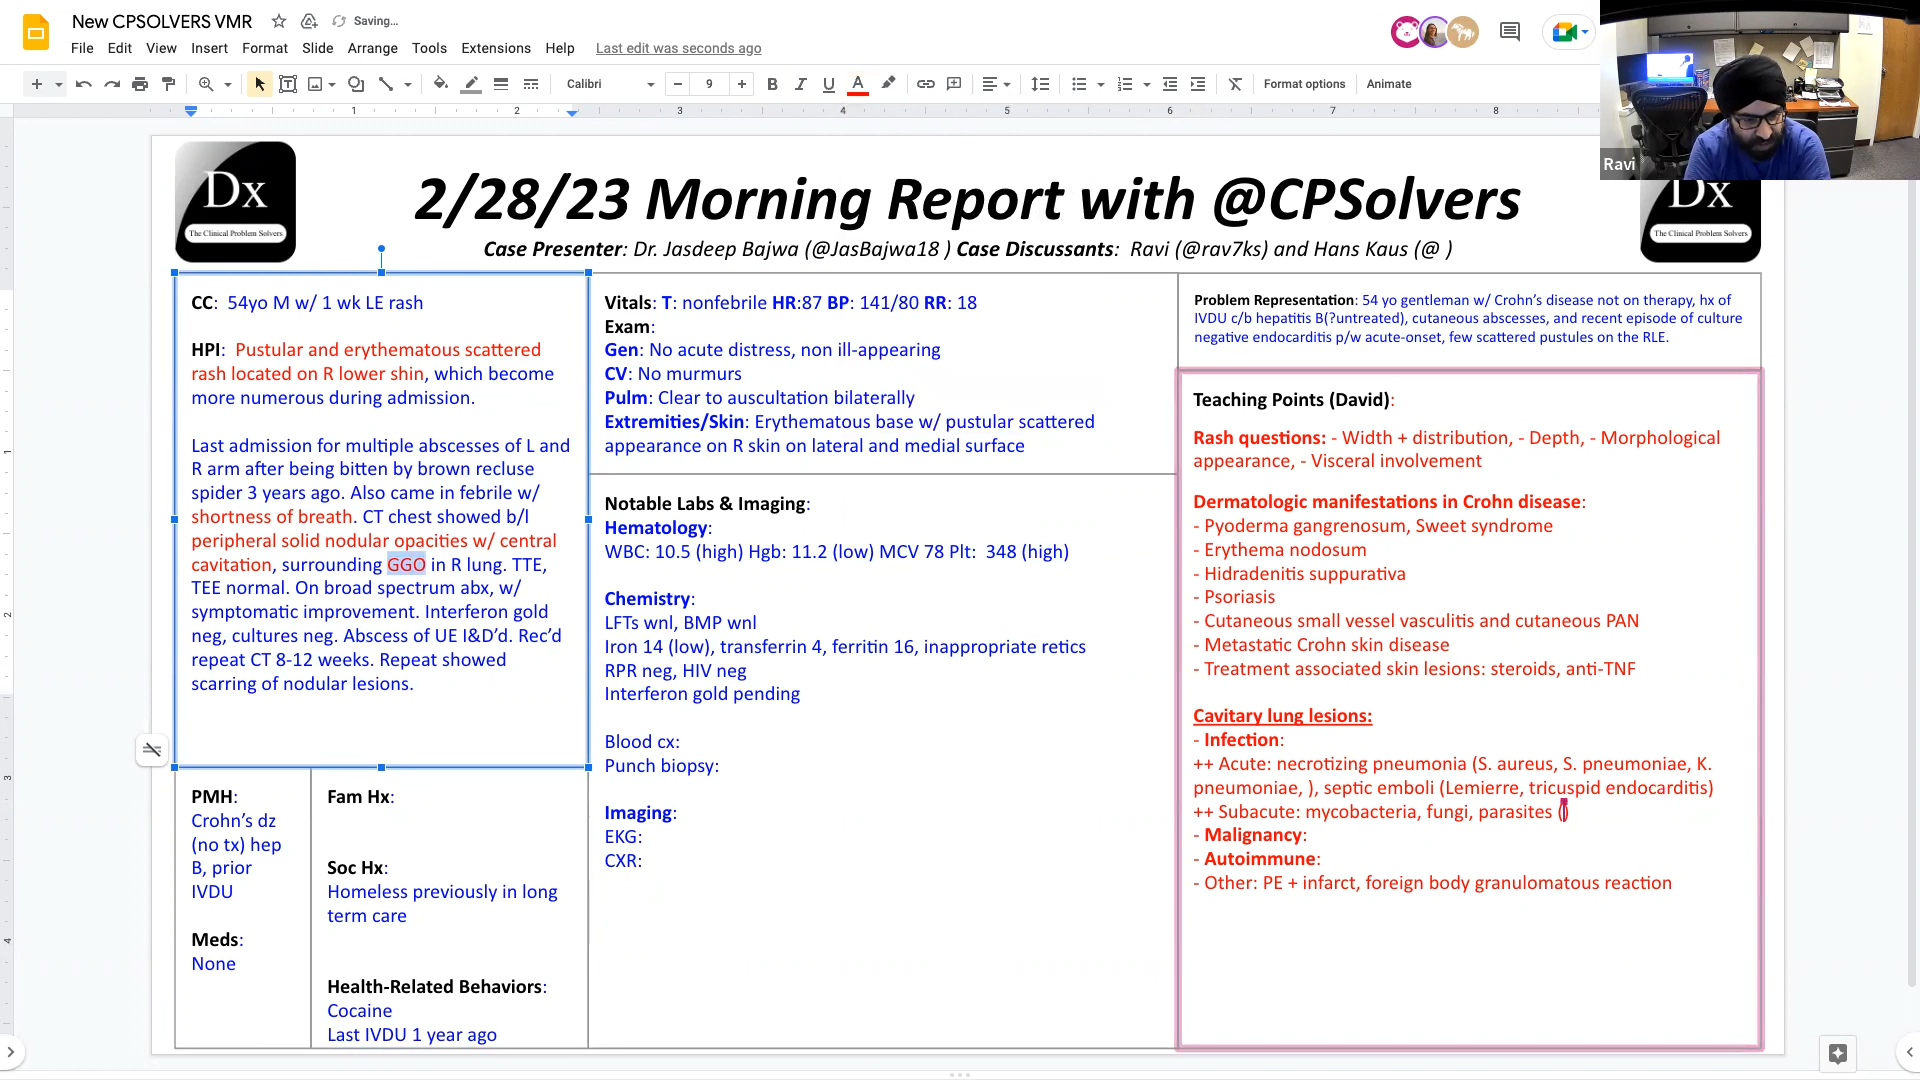 New CPSOLVERS VMR
Saving...
File Edit View Insert Format Slide Arrange Tools Extensions Help Last edit was seconds ago
Calibri
9
Format options
Animate
1 2 3 4 5 6 7 8
Ravi
Dx
The Clinical Problem Solvers
2/28/23 Morning Report with @CPSolvers
Case Presenter: Dr. Jasdeep Bajwa (@JasBajwa18 ) Case Discussants: Ravi (@rav7ks) and Hans Kaus (@ )
Dx
The Clinical Problem Solvers
CC: 54yo M w/ 1 wk LE rash
HPI: Pustular and erythematous scattered
rash located on R lower shin, which become
more numerous during admission.
Last admission for multiple abscesses of L and
R arm after being bitten by brown recluse
spider 3 years ago. Also came in febrile w/
shortness of breath. CT chest showed b/l
peripheral solid nodular opacities w/ central
cavitation, surrounding GGO in R lung. TTE,
TEE normal. On broad spectrum abx, w/
symptomatic improvement. Interferon gold
neg, cultures neg. Abscess of UE I&D'd. Rec'd
repeat CT 8-12 weeks. Repeat showed
scarring of nodular lesions.
PMH:
Crohn's dz
(no tx) hep
B, prior
IVDU
Meds:
None
Fam Hx:
Soc Hx:
Homeless previously in long
term care
Health-Related Behaviors:
Cocaine
Last IVDU 1 year ago
Vitals: T: nonfebrile HR:87 BP: 141/80 RR: 18
Exam:
Gen: No acute distress, non ill-appearing
CV: No murmurs
Pulm: Clear to auscultation bilaterally
Extremities/Skin: Erythematous base w/ pustular scattered
appearance on R skin on lateral and medial surface
Notable Labs & Imaging:
Hematology:
WBC: 10.5 (high) Hgb: 11.2 (low) MCV 78 Plt: 348 (high)
Chemistry:
LFTs wnl, BMP wnl
Iron 14 (low), transferrin 4, ferritin 16, inappropriate retics
RPR neg, HIV neg
Interferon gold pending
Blood cx:
Punch biopsy:
Imaging:
EKG:
CXR:
Problem Representation: 54 yo gentleman w/ Crohn's disease not on therapy, hx of
IVDU c/b hepatitis B(?untreated), cutaneous abscesses, and recent episode of culture
negative endocarditis p/w acute-onset, few scattered pustules on the RLE.
Teaching Points (David):
Rash questions: - Width + distribution, - Depth, - Morphological
appearance, - Visceral involvement
Dermatologic manifestations in Crohn disease:
- Pyoderma gangrenosum, Sweet syndrome
- Erythema nodosum
- Hidradenitis suppurativa
- Psoriasis
- Cutaneous small vessel vasculitis and cutaneous PAN
- Metastatic Crohn skin disease
- Treatment associated skin lesions: steroids, anti-TNF
Cavitary lung lesions:
- Infection:
++ Acute: necrotizing pneumonia (S. aureus, S. pneumoniae, K.
pneumoniae, ), septic emboli (Lemierre, tricuspid endocarditis)
++ Subacute: mycobacteria, fungi, parasites ()
- Malignancy:
- Autoimmune:
- Other: PE + infarct, foreign body granulomatous reaction
1
2
3
4